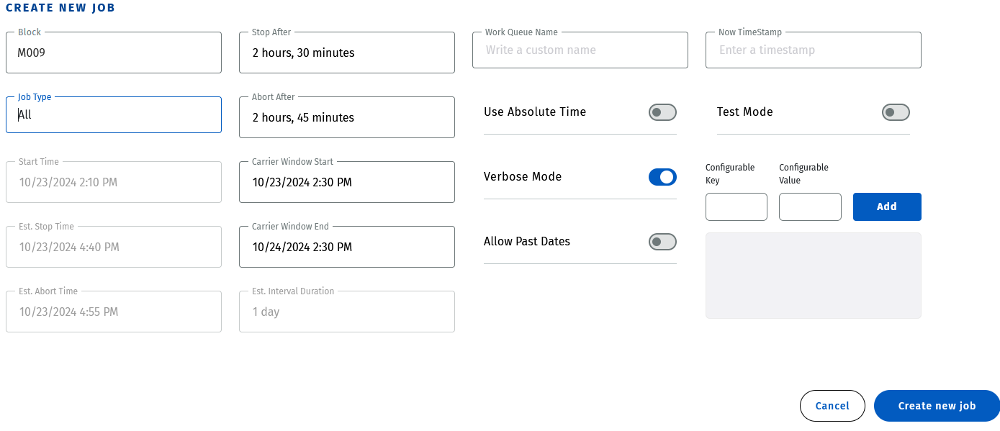 CREATE NEW JOB
Block
M009
Stop After
2 hours, 30 minutes
Work Queue Name
Write a custom name
Now TimeStamp
Enter a timestamp
Job Type
All
Abort After
2 hours, 45 minutes
Use Absolute Time
Test Mode
Start Time
10/23/2024 2:10 PM
Carrier Window Start
10/23/2024 2:30 PM
Verbose Mode
Configurable
Key
Configurable
Value
Add
Est. Stop Time
10/23/2024 4:40 PM
Carrier Window End
10/24/2024 2:30 PM
Allow Past Dates
Est. Abort Time
10/23/2024 4:55 PM
Est. Interval Duration
1 day
Cancel
Create new job